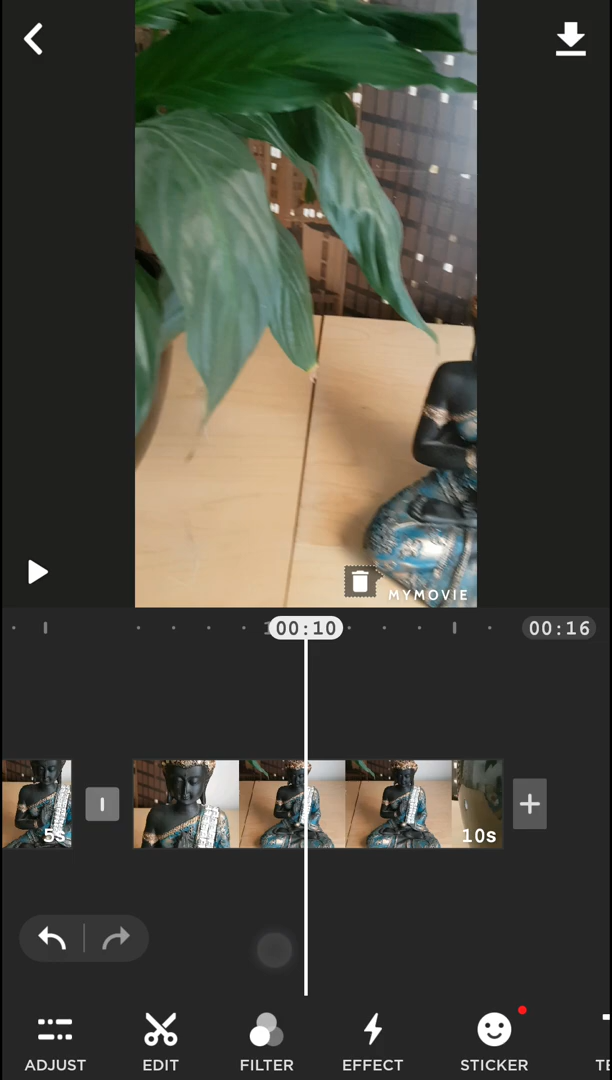 MYMOVIE
00:10
00:16
5s
10s
ADJUST
EDIT
FILTER
EFFECT
STICKER